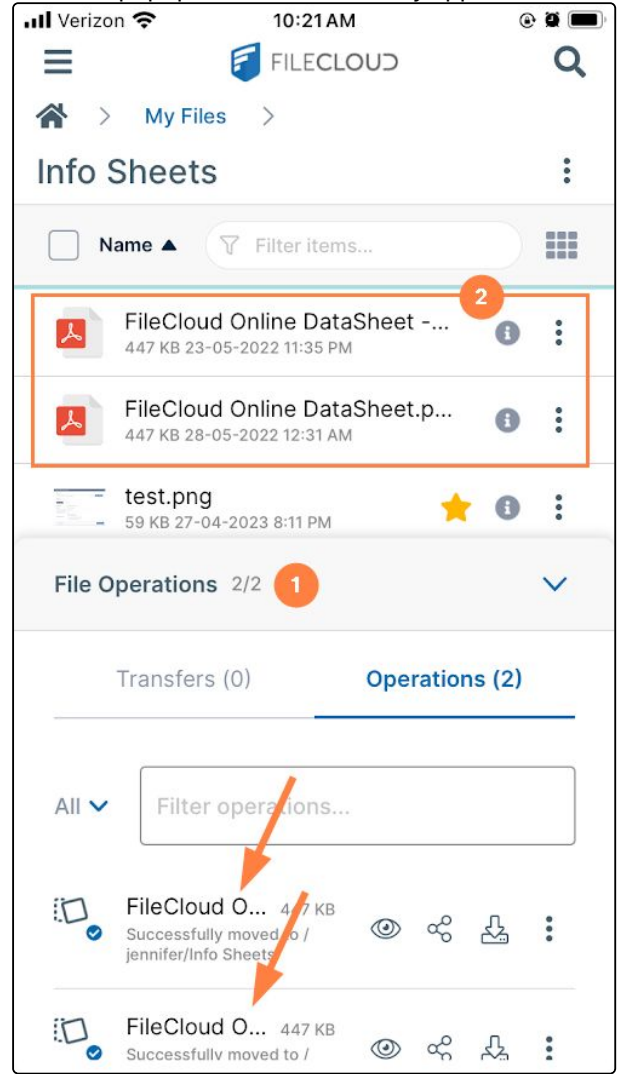 Verizon 10:21 AM
FILECLOUD
My Files
Info Sheets
Name Filter items...
2
FileCloud Online DataSheet -...
447 KB 23-05-2022 11:35 PM
FileCloud Online DataSheet.p...
447 KB 28-05-2022 12:31 AM
test.png
59 KB 27-04-2023 8:11 PM
File Operations 2/2 1
Transfers (0) Operations (2)
All Filter operations...
FileCloud O... 447 KB
Successfully moved to /
jennifer/Info Sheets
FileCloud O... 447 KB
Successfully moved to /